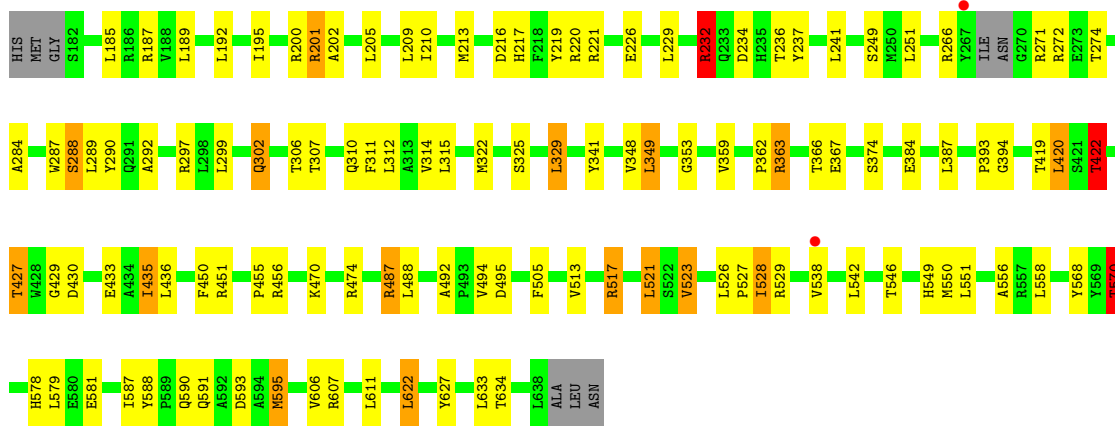 HIS MET GLY S182 L185 R186 R187 V188 L189 L192 I195 R200 R201 A202 L205 L209 I210 M213 D216 H217 F218 Y219 R220 R221 E226 L229 R232 Q233 D234 H235 T236 Y237 L241 S249 M250 L251 R266 Y267 ILE ASN G270 R271 R272 E273 T274
A284 W287 S288 L289 Y290 Q291 A292 R297 L298 L299 Q302 T306 T307 Q310 F311 L312 A313 V314 L315 M322 S325 L329 Y341 V348 L349 G353 V359 P362 R363 T366 E367 S374 E384 L387 P393 G394 T419 L420 S421 T422
T427 W428 G429 D430 E433 A434 I435 L436 F450 R451 P455 R456 K470 R474 R487 L488 A492 P493 V494 D495 F505 V513 R517 L521 S522 V523 L526 P527 I528 R529 V538 L542 T546 H549 M550 L551 A556 R557 L558 Y568 Y569 T570
H578 L579 E580 E581 I587 Y588 P589 Q590 Q591 A592 D593 A594 M595 V606 R607 L611 L622 Y627 L633 T634 L638 ALA LEU ASN